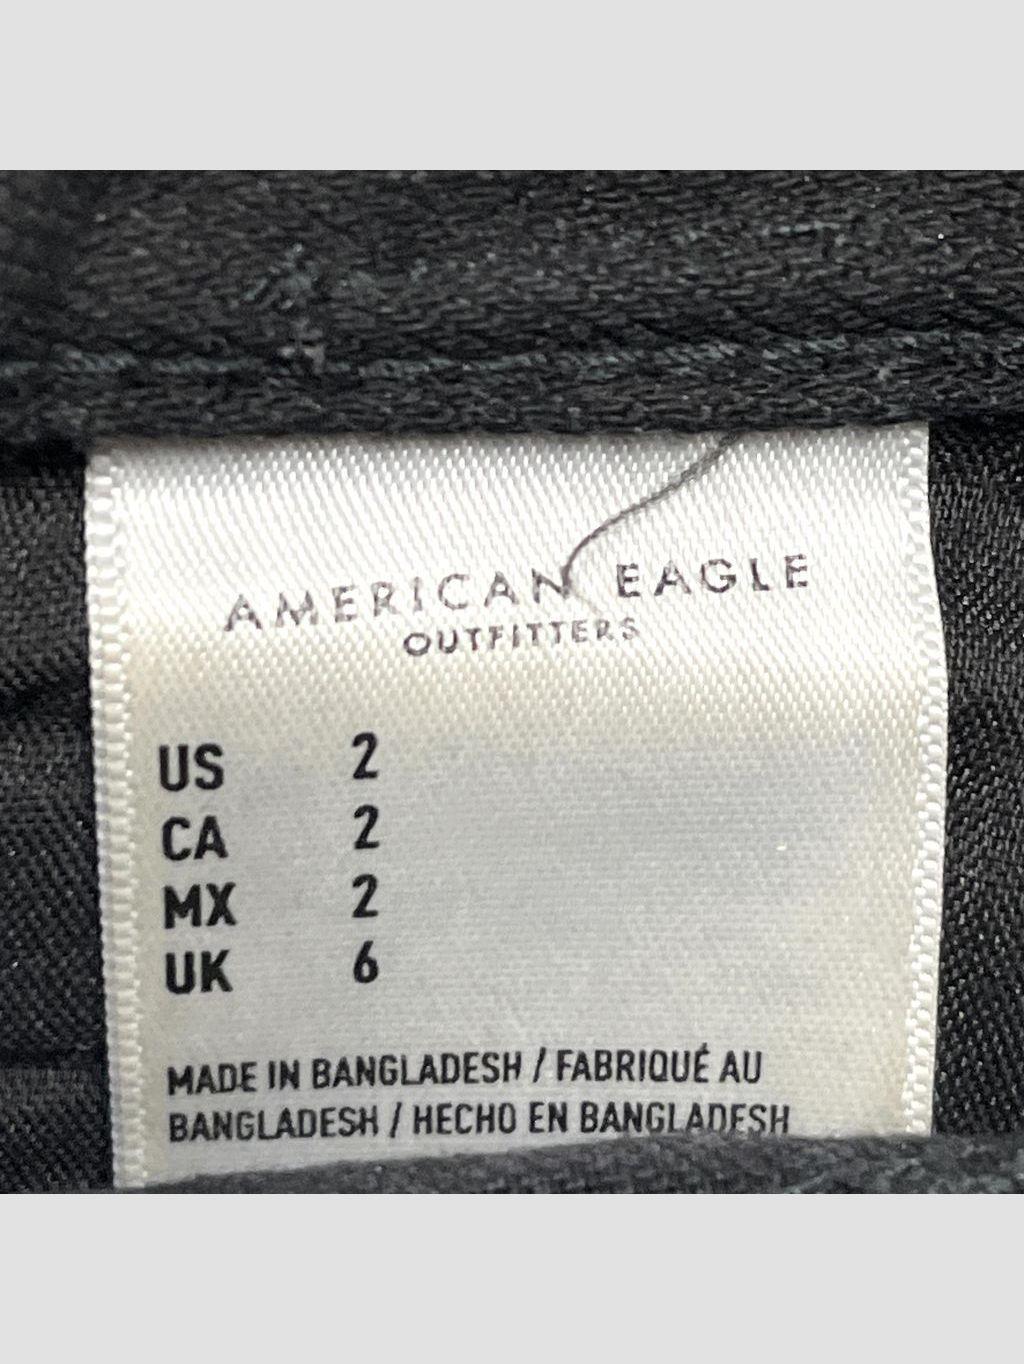 AMERICAN EAGLE
OUTFITTERS
US 2
CA 2
MX 2
UK 6
MADE IN BANGLADESH / FABRIQUÉ AU
BANGLADESH / HECHO EN BANGLADESH